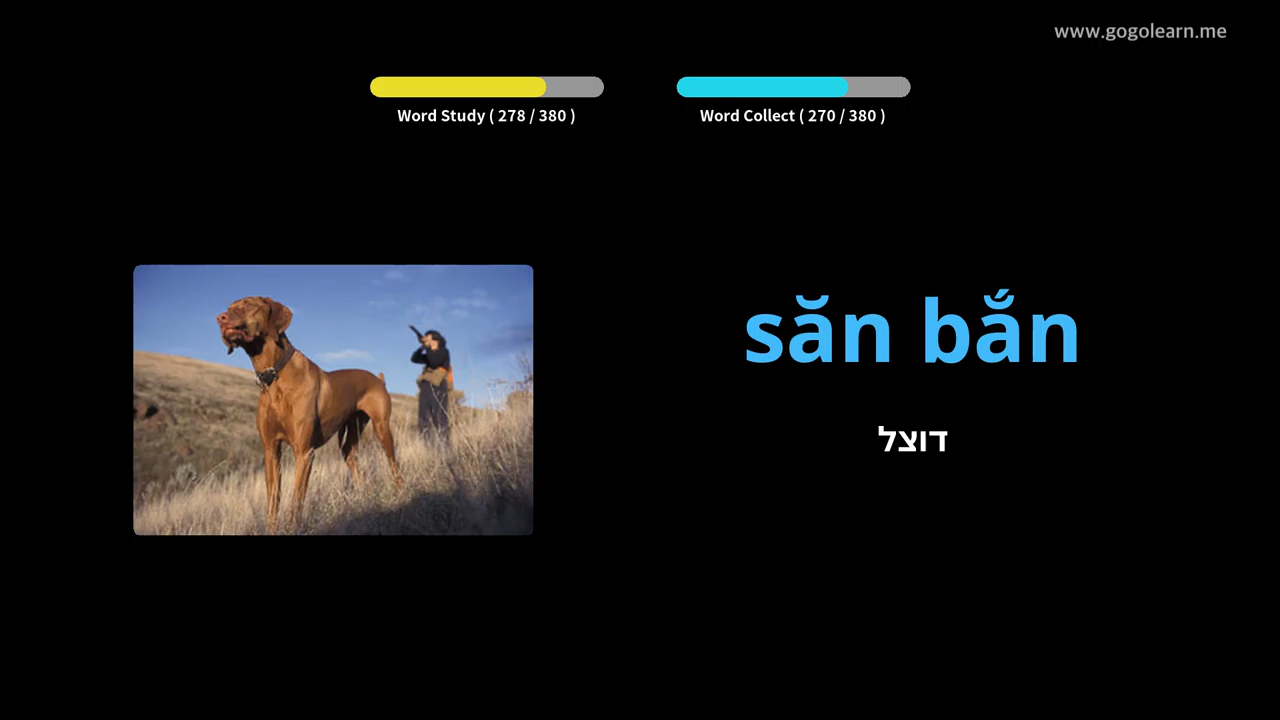 www.gogolearn.me
Word Study ( 278 / 380 )
Word Collect ( 270 / 380 )
săn bắn
דוצל